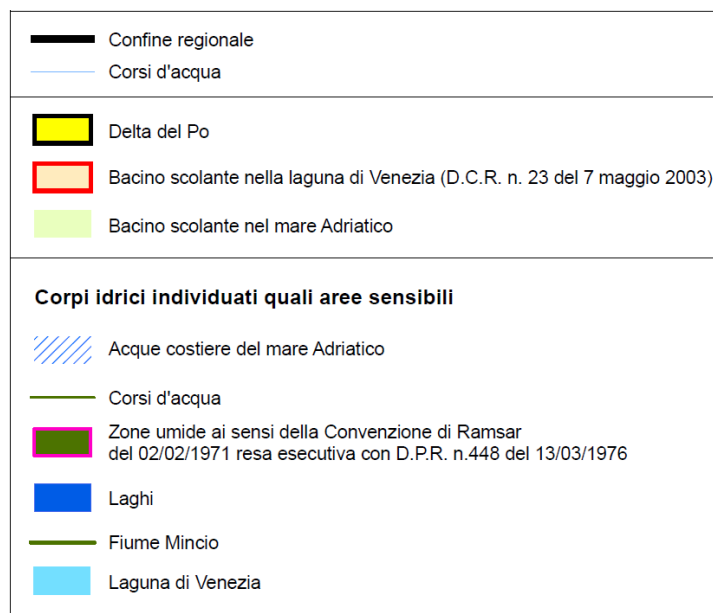 Confine regionale
Corsi d'acqua
Delta del Po
Bacino scolante nella laguna di Venezia (D.C.R. n. 23 del 7 maggio 2003)
Bacino scolante nel mare Adriatico
Corpi idrici individuati quali aree sensibili
Acque costiere del mare Adriatico
Corsi d'acqua
Zone umide ai sensi della Convenzione di Ramsar
del 02/02/1971 resa esecutiva con D.P.R. n.448 del 13/03/1976
Laghi
Fiume Mincio
Laguna di Venezia